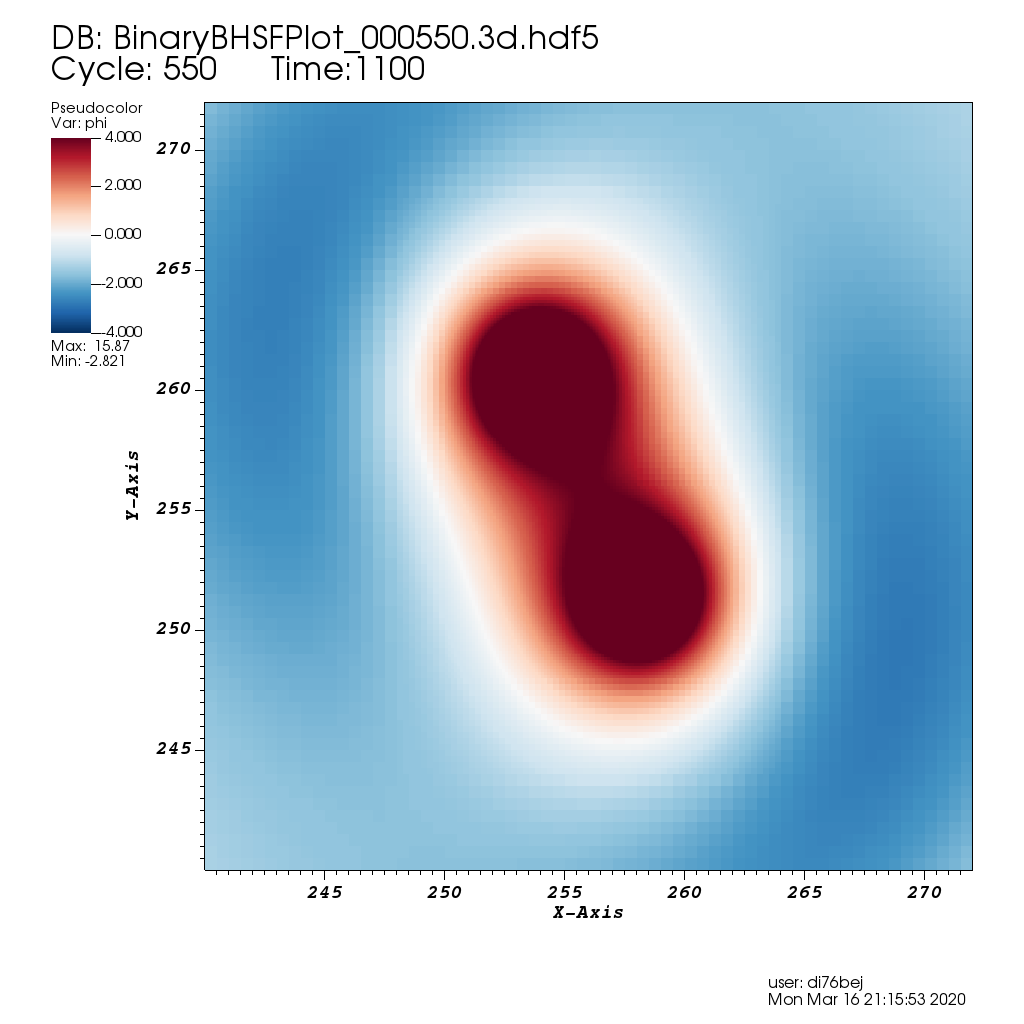 DB: BinaryBHSFPlot_000550.3d.hdf5
Cycle: 550 Time:1100
Pseudocolor
Var: phi
4.000
2.000
0.000
-2.000
-4.000
Max: 15.87
Min: -2.821
270
265
260
255
250
245
Y-Axis
245 250 255 260 265 270
X-Axis
user: di76bej
Mon Mar 16 21:15:53 2020